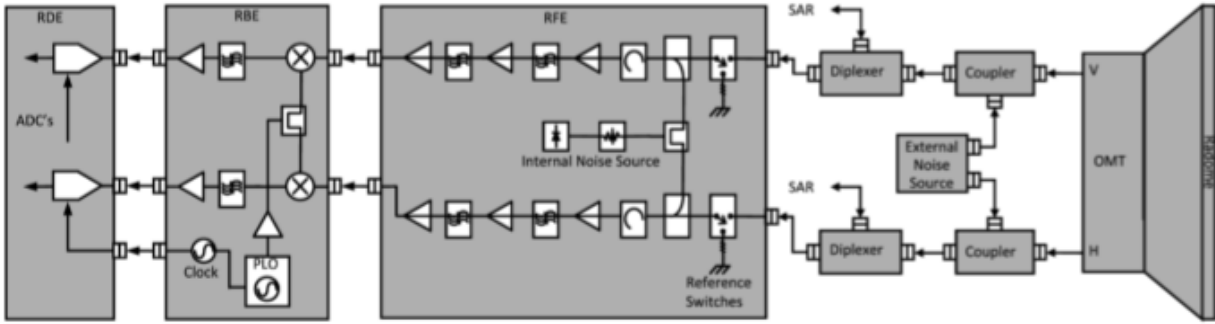 RDE
RBE
RFE
SAR
Diplexer
Coupler
V
ADC's
Internal Noise Source
External
Noise
Source
OMT
Radome
SAR
Clock
PLO
Reference
Switches
Diplexer
Coupler
H